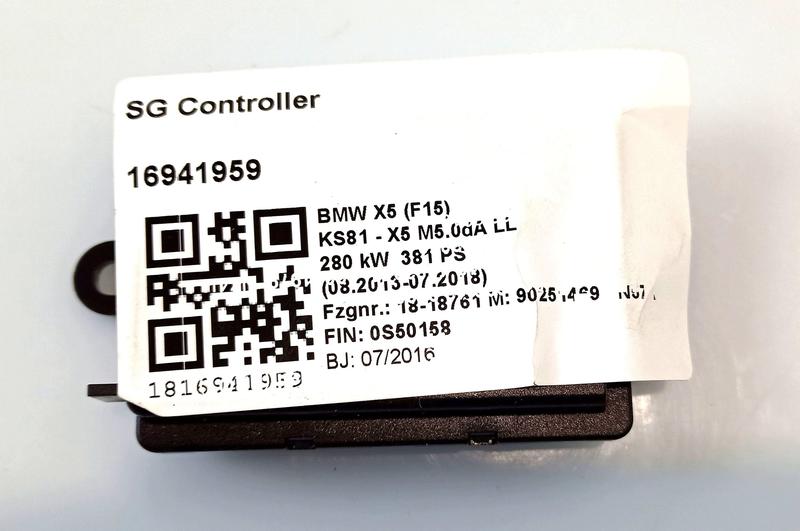 SG Controller
16941959
BMW X5 (F15)
KS81 - X5 M5.0dA LL
280 kW 381 PS
(08.2013-07.2018)
Fzgnr.: 18-18761 M:
FIN: 0S50158
BJ: 07/2016
1816941959